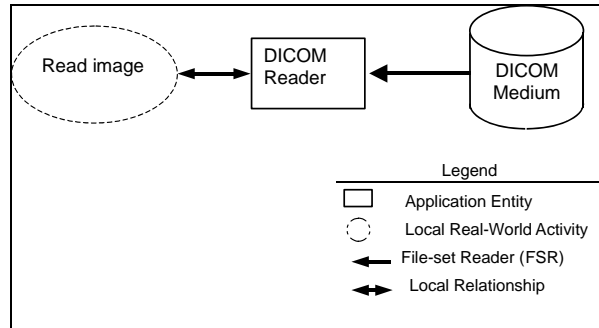 Read image
DICOM
Reader
DICOM
Medium
Legend
Application Entity
Local Real-World Activity
File-set Reader (FSR)
Local Relationship